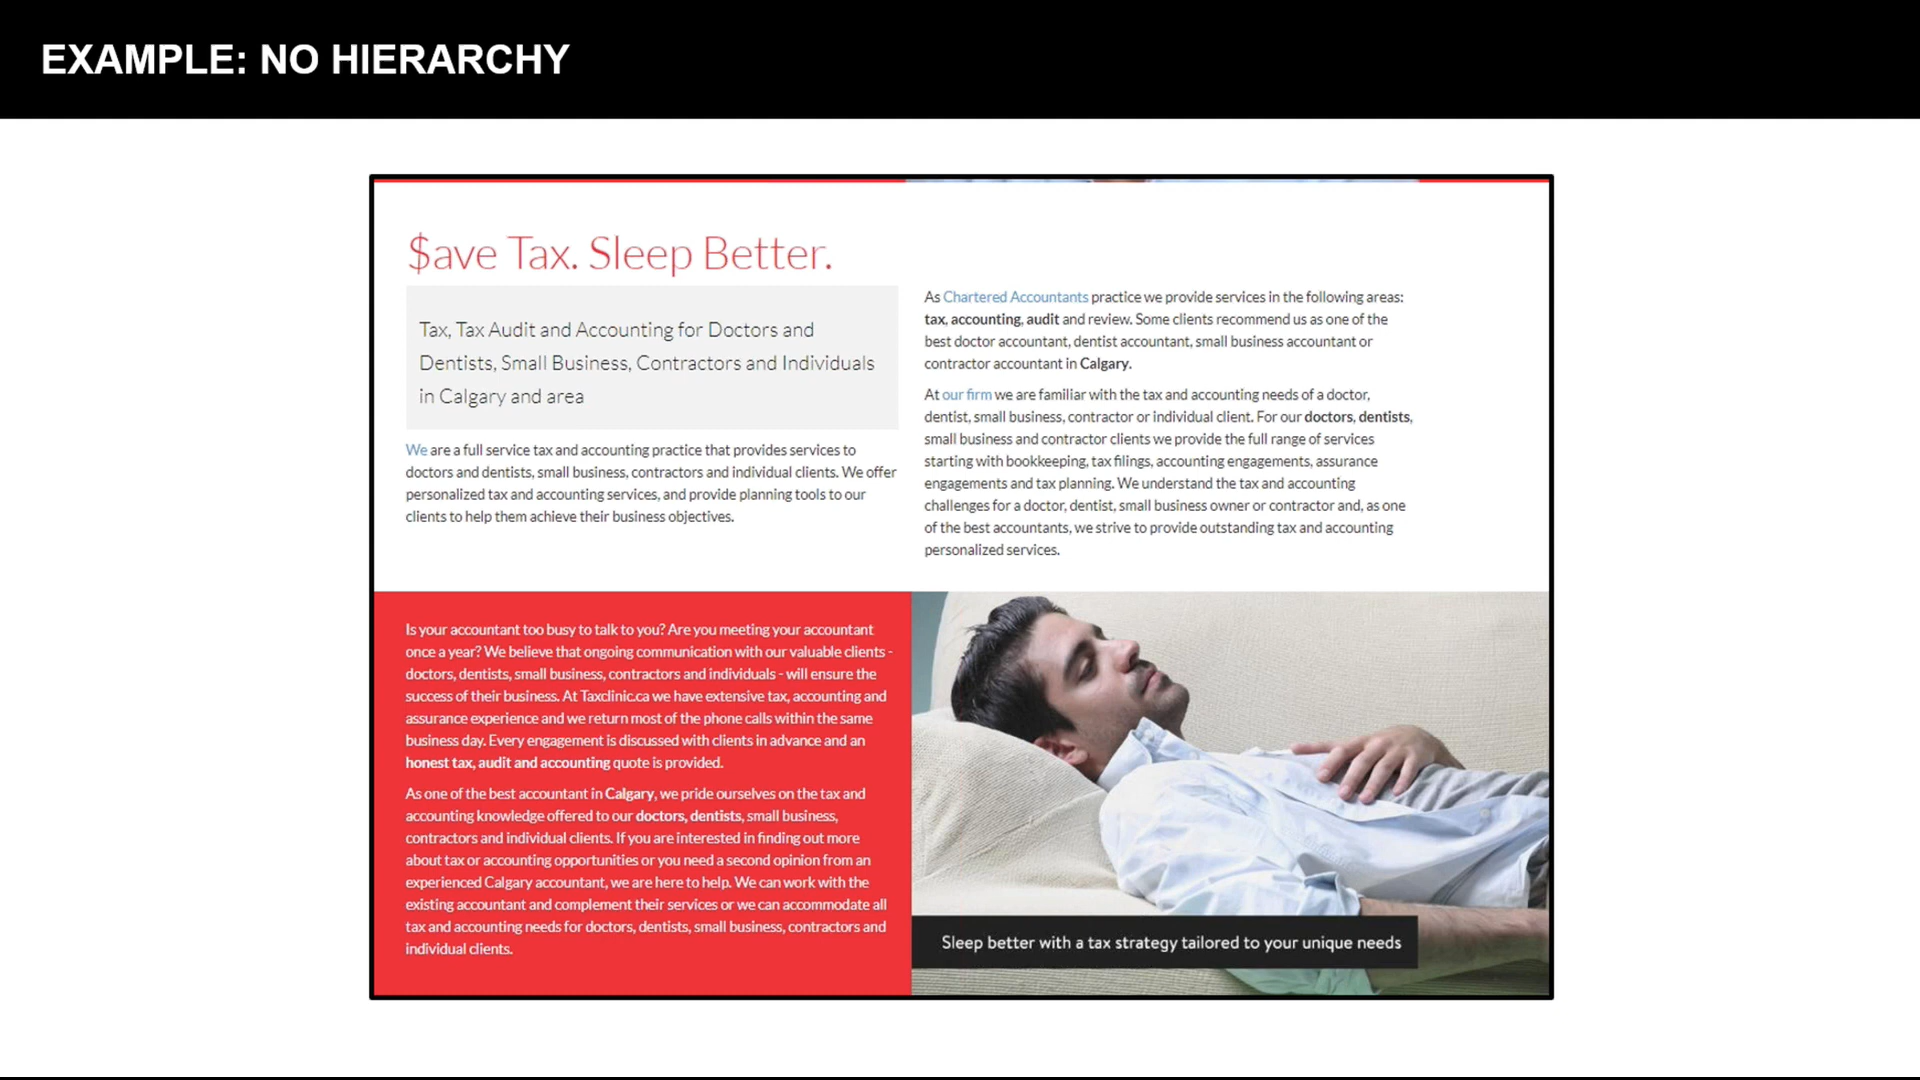 EXAMPLE: NO HIERARCHY
$ave Tax. Sleep Better.
Tax, Tax Audit and Accounting for Doctors and
Dentists, Small Business, Contractors and Individuals
in Calgary and area
We are a full service tax and accounting practice that provides services to
doctors and dentists, small business, contractors and individual clients. We offer
personalized tax and accounting services, and provide planning tools to our
clients to help them achieve their business objectives.
As Chartered Accountants practice we provide services in the following areas:
tax, accounting, audit and review. Some clients recommend us as one of the
best doctor accountant, dentist accountant, small business accountant or
contractor accountant in Calgary.
At our firm we are familiar with the tax and accounting needs of a doctor,
dentist, small business, contractor or individual client. For our doctors, dentists,
small business and contractor clients we provide the full range of services
starting with bookkeeping, tax filings, accounting engagements, assurance
engagements and tax planning. We understand the tax and accounting
challenges for a doctor, dentist, small business owner or contractor and, as one
of the best accountants, we strive to provide outstanding tax and accounting
personalized services.
Is your accountant too busy to talk to you? Are you meeting your accountant
once a year? We believe that ongoing communication with our valuable clients -
doctors, dentists, small business, contractors and individuals - will ensure the
success of their business. At Taxclinic.ca we have extensive tax, accounting and
assurance experience and we return most of the phone calls within the same
business day. Every engagement is discussed with clients in advance and an
honest tax, audit and accounting quote is provided.
As one of the best accountant in Calgary, we pride ourselves on the tax and
accounting knowledge offered to our doctors, dentists, small business,
contractors and individual clients. If you are interested in finding out more
about tax or accounting opportunities or you need a second opinion from an
experienced Calgary accountant, we are here to help. We can work with the
existing accountant and complement their services or we can accommodate all
tax and accounting needs for doctors, dentists, small business, contractors and
individual clients.
Sleep better with a tax strategy tailored to your unique needs